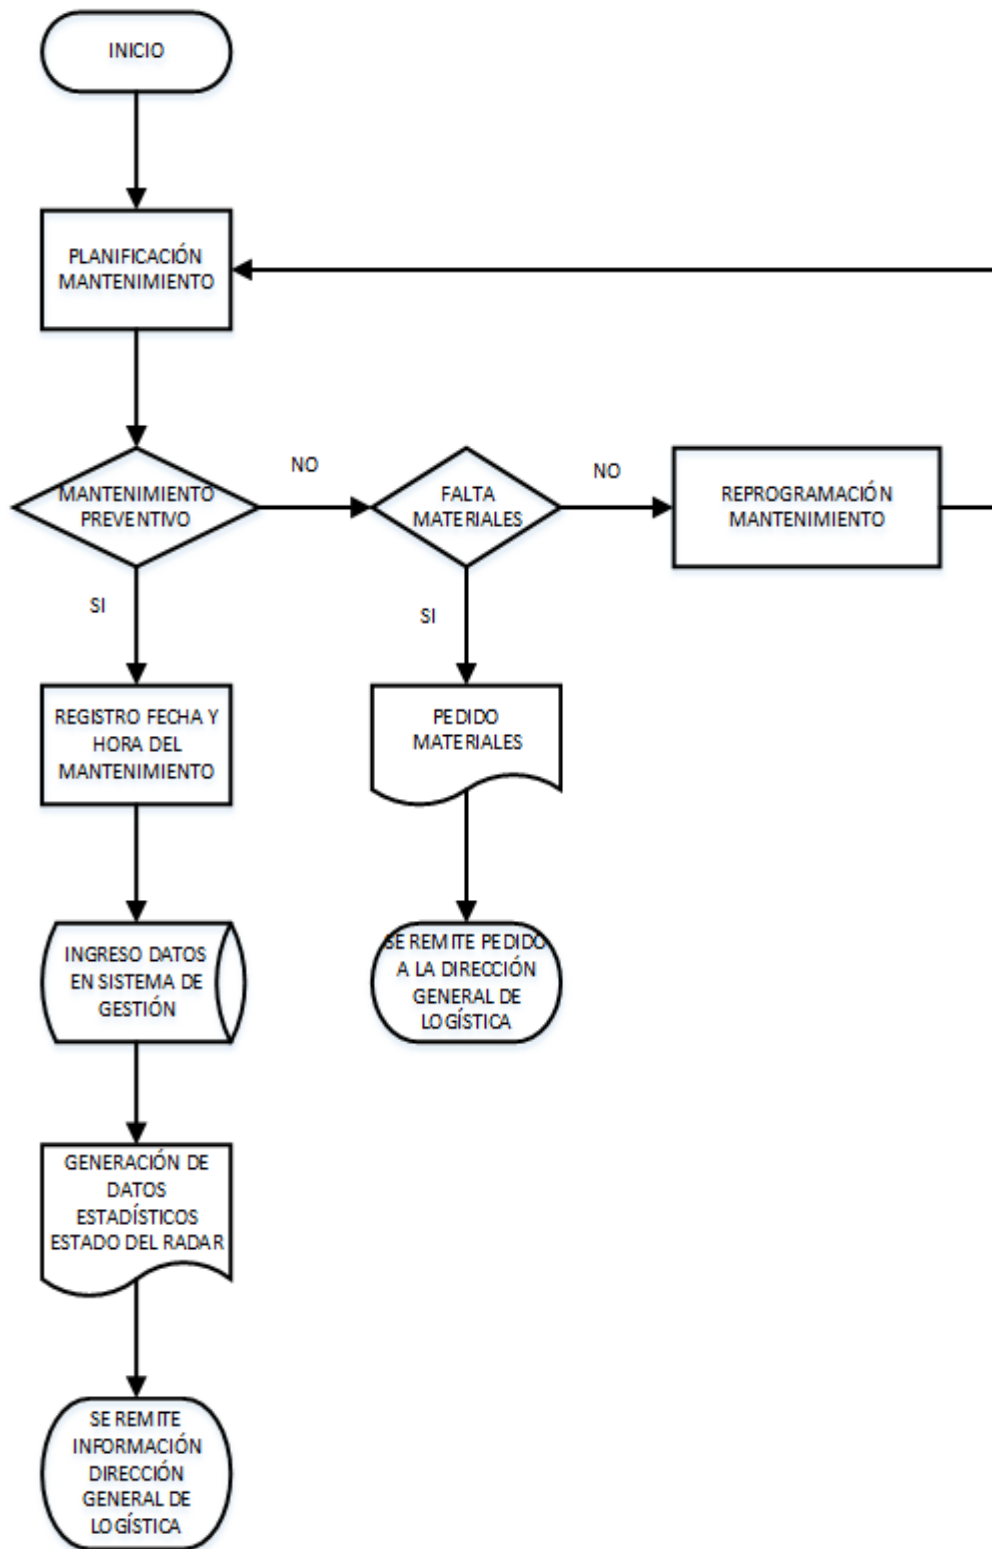 INICIO
PLANIFICACIÓN
MANTENIMIENTO
MANTENIMIENTO
PREVENTIVO
NO
FALTA
MATERIALES
NO
REPROGRAMACIÓN
MANTENIMIENTO
SI
SI
REGISTRO FECHA Y
HORA DEL
MANTENIMIENTO
PEDIDO
MATERIALES
INGRESO DATOS
EN SISTEMA DE
GESTIÓN
SE REMITE PEDIDO
A LA DIRECCIÓN
GENERAL DE
LOGÍSTICA
GENERACIÓN DE
DATOS
ESTADÍSTICOS
ESTADO DEL RADAR
SE REMITE
INFORMACIÓN
DIRECCIÓN
GENERAL DE
LOGÍSTICA